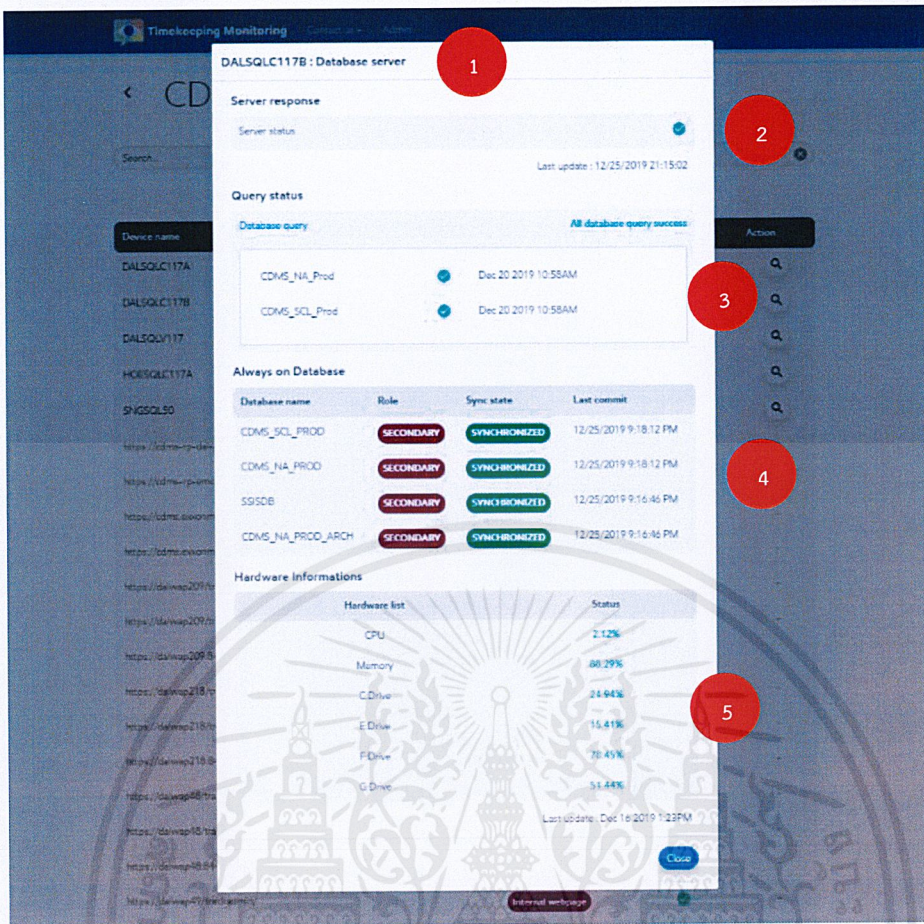 Timekeeping Monitoring Contact us Admin
DALSQLC117B : Database server
1
CD
Server response
Server status
2
Search..
Last update : 12/25/2019 21:15:02
Query status
Database query All database query success
Device name Action
DALSQLC117A
CDMS_NA_Prod Dec 20 2019 10:58AM
DALSQLC117B
3
CDMS_SCL_Prod Dec 20 2019 10:58AM
DALSQLV117
HOESQLC117A
Always on Database
Database name Role Sync state Last commit
SNGSQL50
CDMS_SCL_PROD SECONDARY SYNCHRONIZED 12/25/2019 9:18:12 PM
CDMS_NA_PROD SECONDARY SYNCHRONIZED 12/25/2019 9:18:12 PM
4
SSISDB SECONDARY SYNCHRONIZED 12/25/2019 9:16:46 PM
CDMS_NA_PROD_ARCH SECONDARY SYNCHRONIZED 12/25/2019 9:16:46 PM
Hardware Informations
Hardware list Status
CPU 2.12%
Memory 88.29%
C:Drive 24.94%
5
E:Drive 15.41%
F:Drive 78.45%
G:Drive 51.44%
Last update : Dec 16 2019 1:23PM
Close
Internal webpage